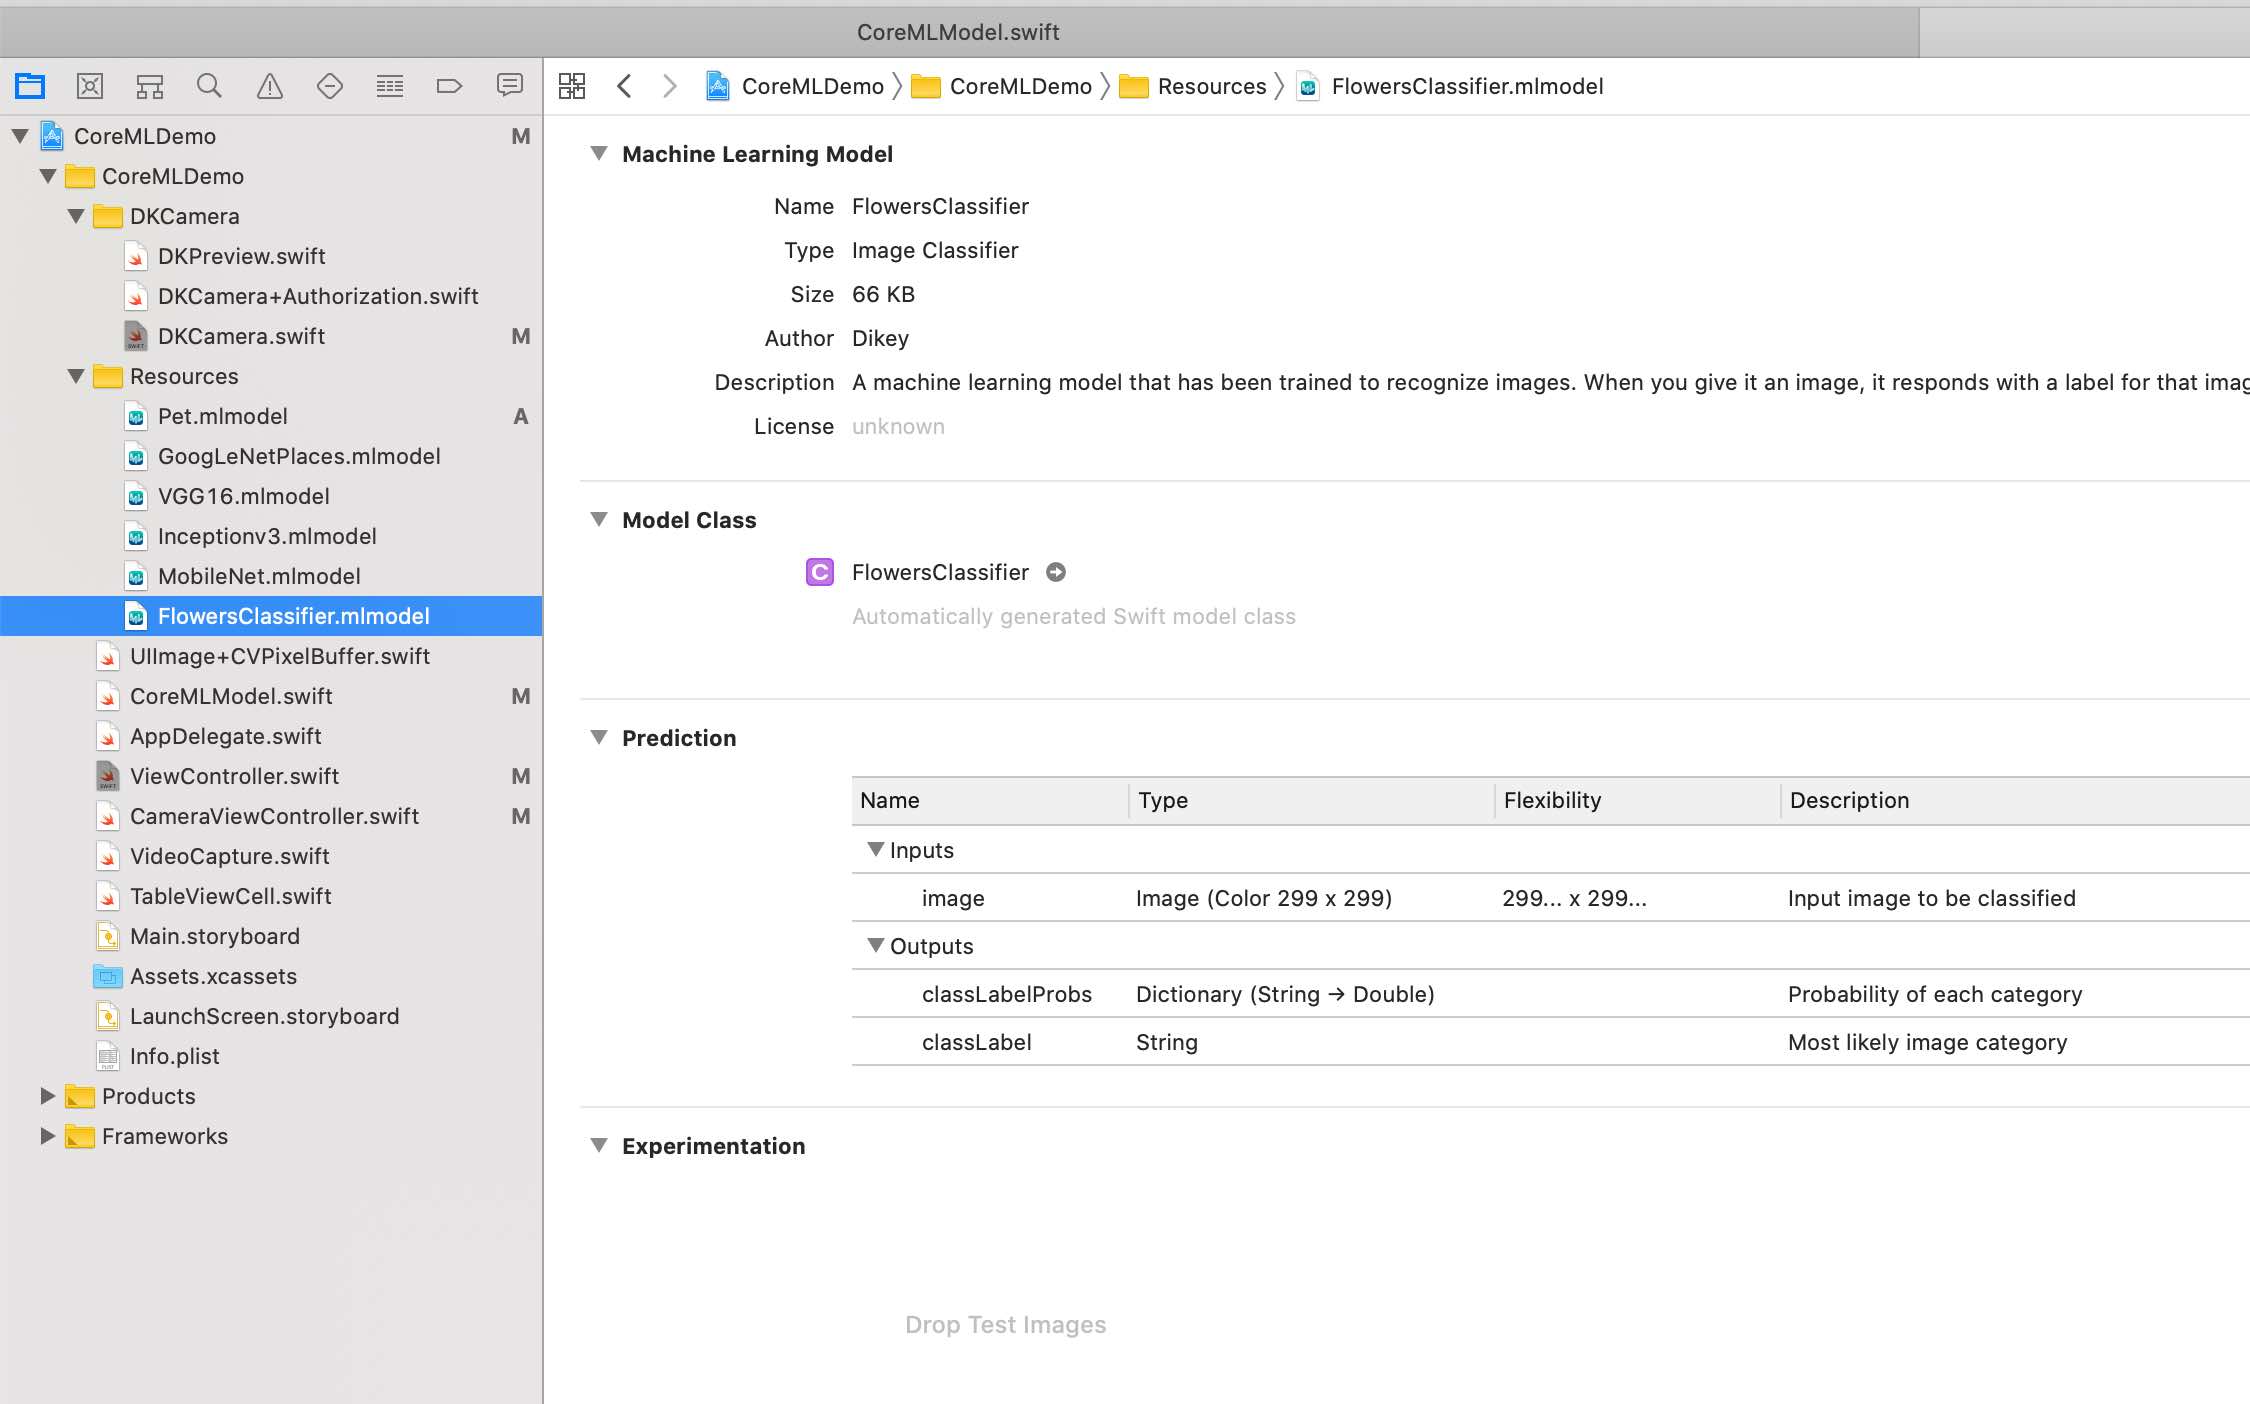 CoreMLModel.swift
CoreMLDemo CoreMLDemo Resources FlowersClassifier.mlmodel
CoreMLDemo M
CoreMLDemo
DKCamera
DKPreview.swift
DKCamera+Authorization.swift
DKCamera.swift M
Resources
Pet.mlmodel A
GoogLeNetPlaces.mlmodel
VGG16.mlmodel
Inceptionv3.mlmodel
MobileNet.mlmodel
FlowersClassifier.mlmodel
UIImage+CVPixelBuffer.swift
CoreMLModel.swift M
AppDelegate.swift
ViewController.swift M
CameraViewController.swift M
VideoCapture.swift
TableViewCell.swift
Main.storyboard
Assets.xcassets
LaunchScreen.storyboard
Info.plist
Products
Frameworks
Machine Learning Model
Name FlowersClassifier
Type Image Classifier
Size 66 KB
Author Dikey
Description A machine learning model that has been trained to recognize images. When you give it an image, it responds with a label for that imag
License unknown
Model Class
C FlowersClassifier
Automatically generated Swift model class
Prediction
Name Type Flexibility Description
Inputs
image Image (Color 299 x 299) 299... x 299... Input image to be classified
Outputs
classLabelProbs Dictionary (String → Double) Probability of each category
classLabel String Most likely image category
Experimentation
Drop Test Images